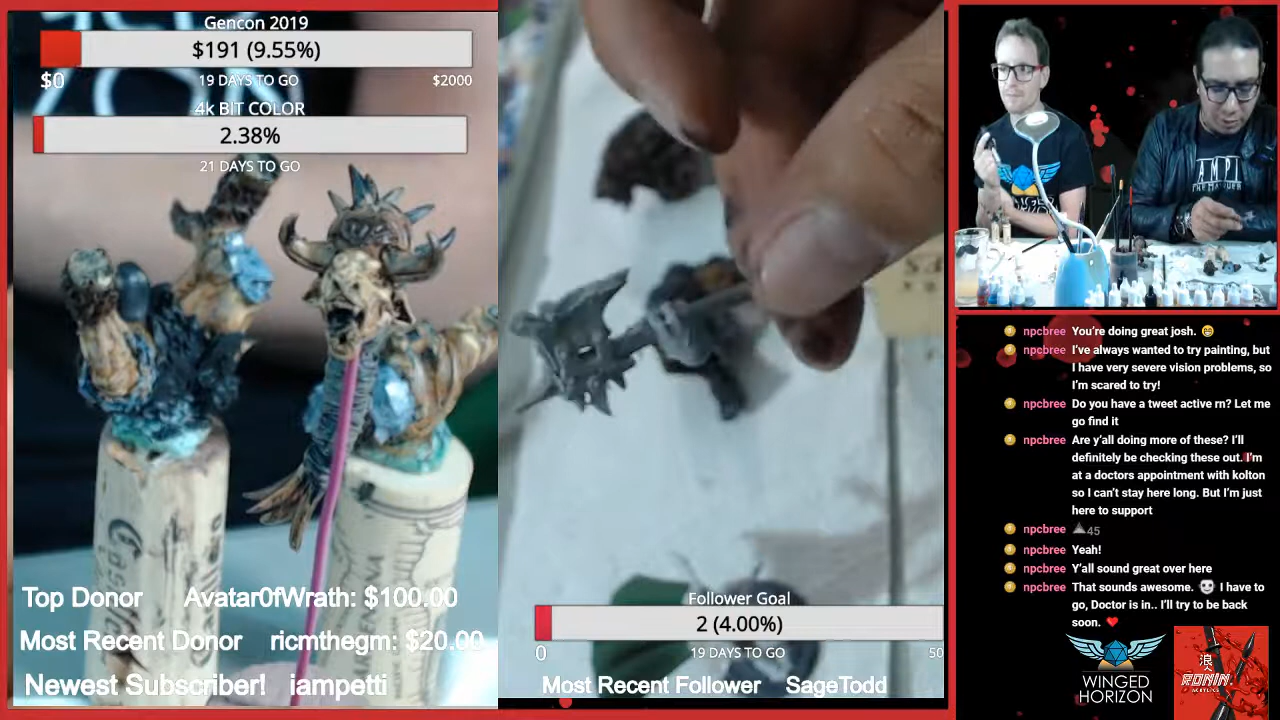 Gencon 2019
$191 (9.55%)
$0
19 DAYS TO GO
$2000
4k BIT COLOR
2.38%
21 DAYS TO GO
Top Donor AvatarOfWrath: $100.00
Most Recent Donor ricmthegm: $20.00
Newest Subscriber! iampetti
Follower Goal
2 (4.00%)
0
19 DAYS TO GO
50
Most Recent Follower SageTodd
npcbree You're doing great josh.
npcbree I've always wanted to try painting, but
I have very severe vision problems, so
I'm scared to try!
npcbree Do you have a tweet active rn? Let me
go find it
npcbree Are y'all doing more of these? I'll
definitely be checking these out. I'm
at a doctors appointment with kolton
so I can't stay here long. But I'm just
here to support
npcbree 45
npcbree Yeah!
npcbree Y'all sound great over here
npcbree That sounds awesome. I have to
go, Doctor is in.. I'll try to be back
soon.
WINGED
HORIZON
浪人
RONIN